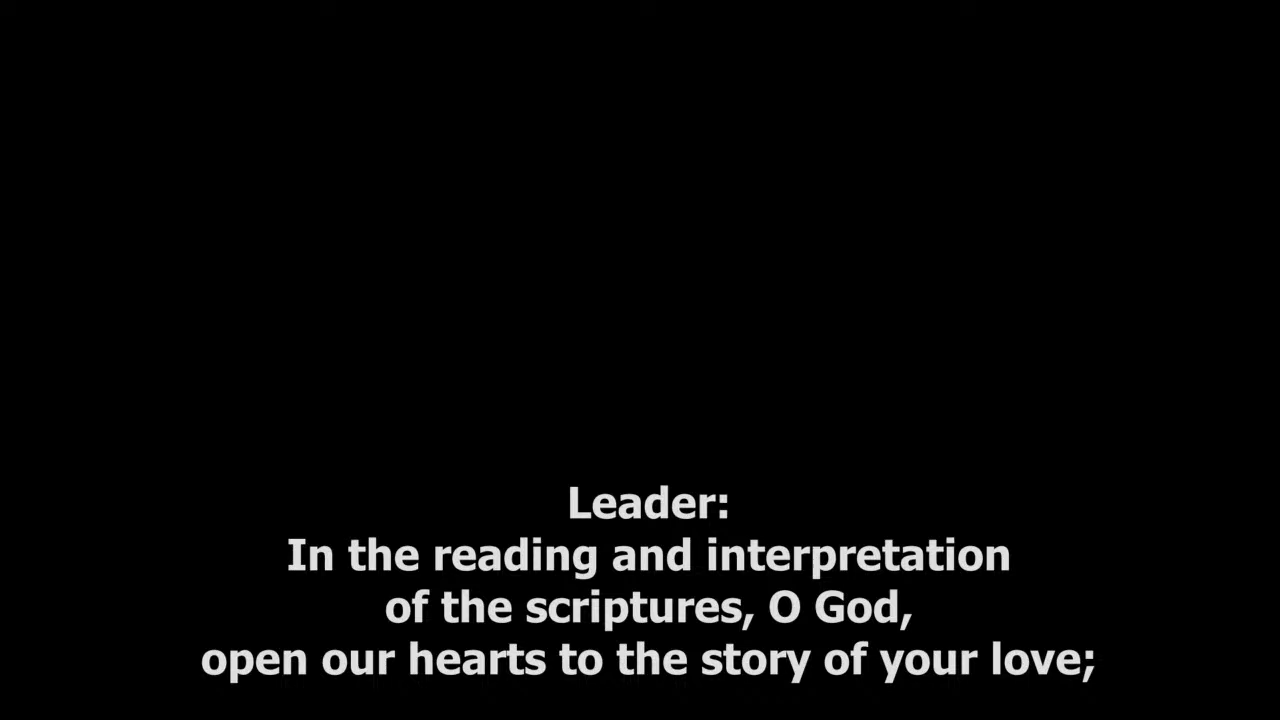 Leader:
In the reading and interpretation
of the scriptures, O God,
open our hearts to the story of your love;